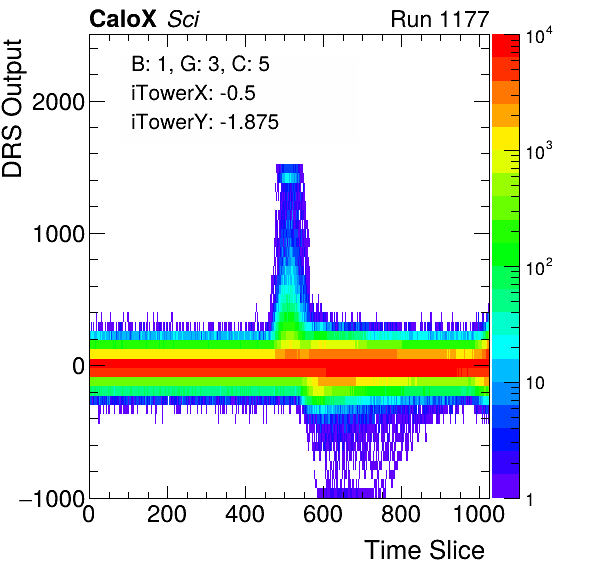 CaloX Sci Run 1177
B: 1, G: 3, C: 5
iTowerX: -0.5
iTowerY: -1.875
DRS Output
2000
1000
0
−1000
0 200 400 600 800 1000
Time Slice
10^4
10^3
10^2
10
1